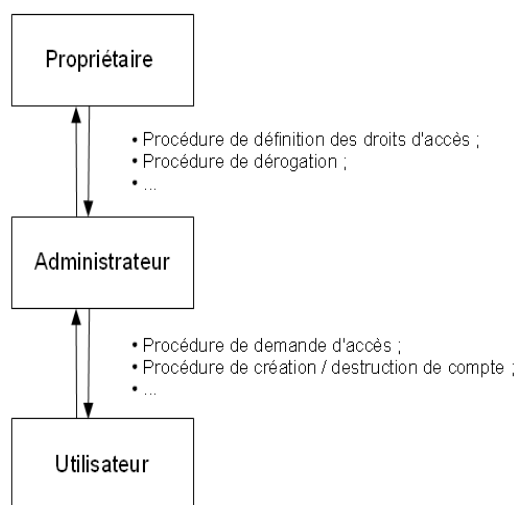 Propriétaire
• Procédure de définition des droits d'accès ;
• Procédure de dérogation ;
• ...
Administrateur
• Procédure de demande d'accès ;
• Procédure de création / destruction de compte ;
• ...
Utilisateur